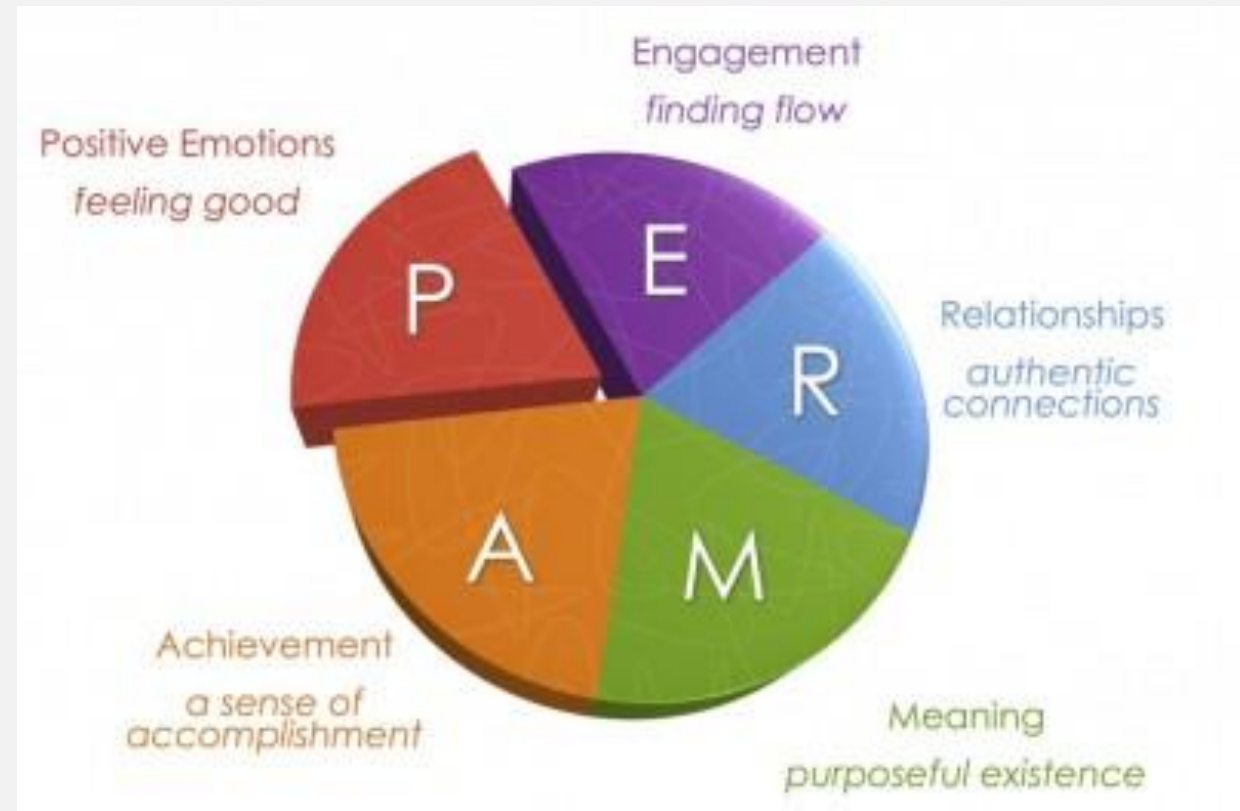 Positive Emotions
feeling good
P
Engagement
finding flow
E
Relationships
authentic
connections
R
Meaning
purposeful existence
M
Achievement
a sense of
accomplishment
A